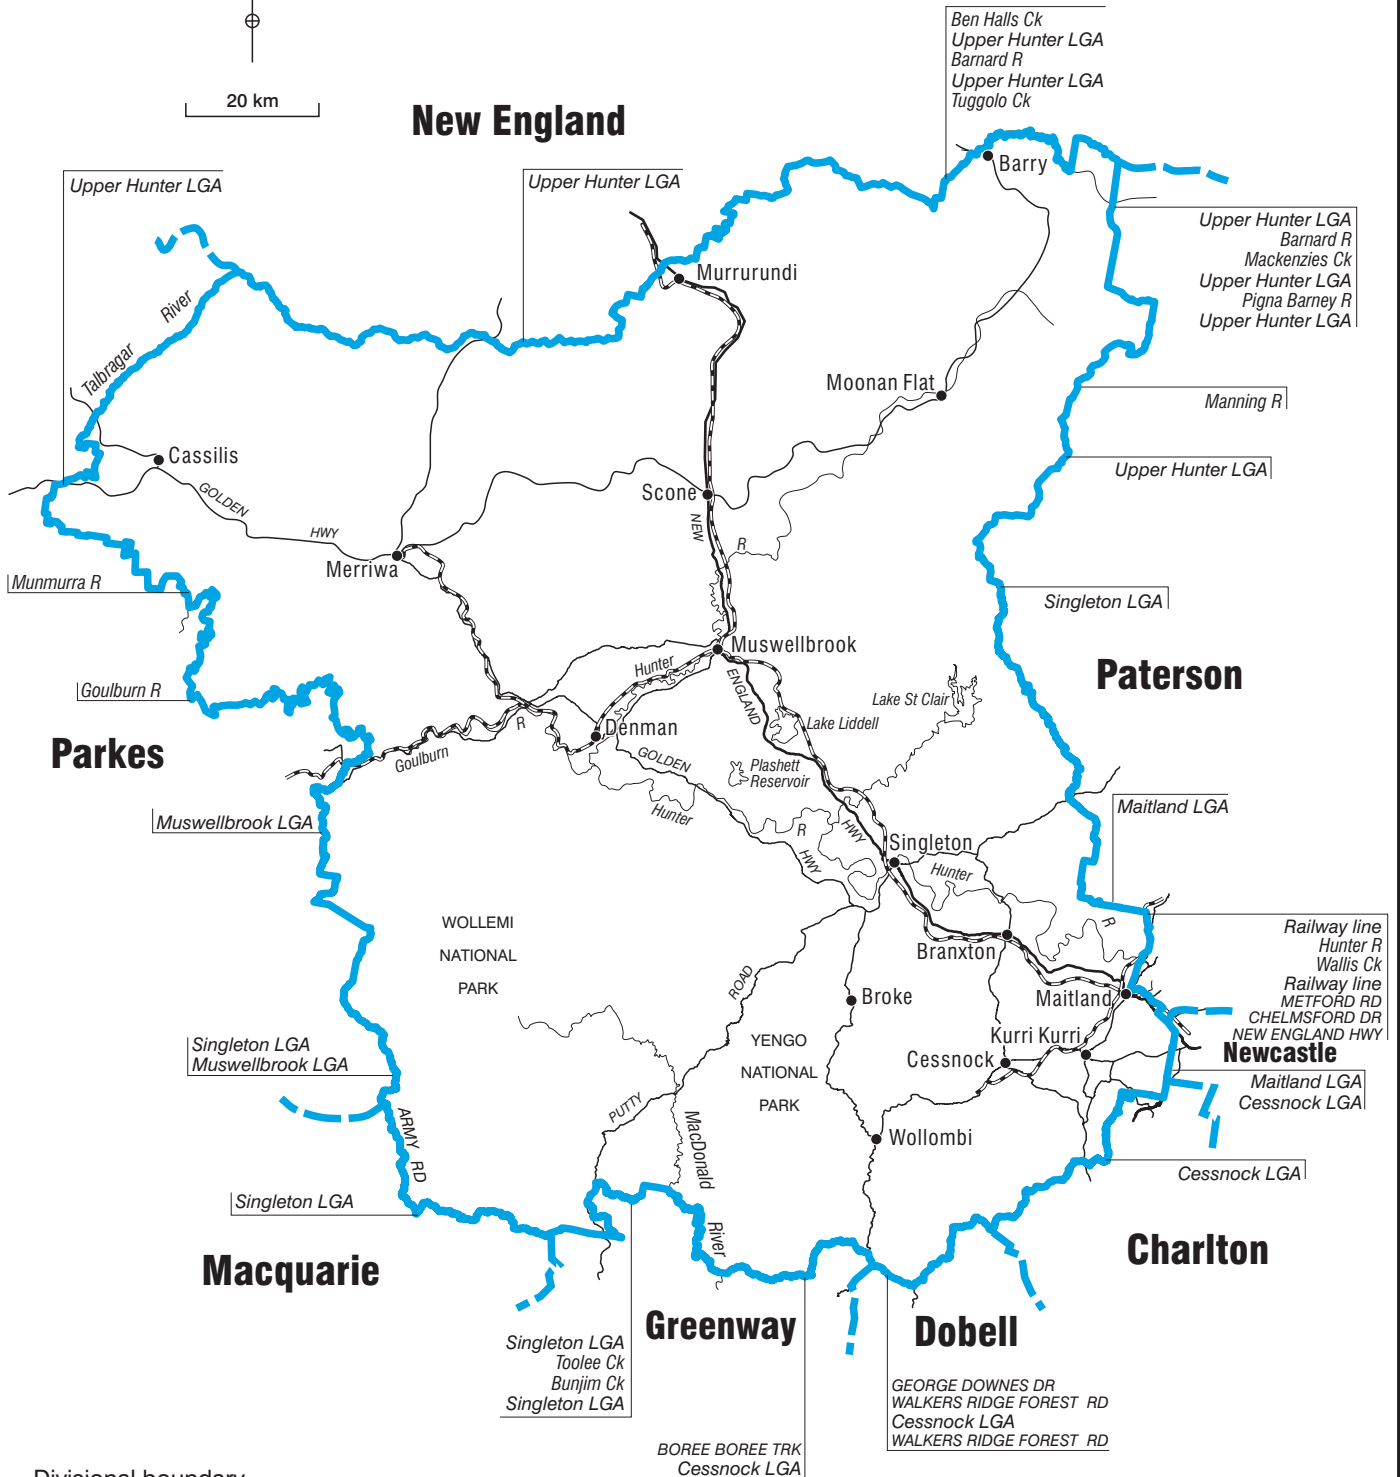 Ben Halls Ck
Upper Hunter LGA
Barnard R
Upper Hunter LGA
Tuggolo Ck
20 km
New England
Upper Hunter LGA
Upper Hunter LGA
Barry
Upper Hunter LGA
Barnard R
Mackenzies Ck
Upper Hunter LGA
Pigna Barney R
Upper Hunter LGA
Murrurundi
Talbragar River
Moonan Flat
Manning R
Cassilis
Upper Hunter LGA
GOLDEN HWY
Scone
NEW
R
Merriwa
Munmurra R
Singleton LGA
Muswellbrook
Hunter
Paterson
ENGLAND
Goulburn R
Lake St Clair
Lake Liddell
R
Denman
Parkes
Goulburn
GOLDEN
Plashett
Reservoir
Hunter
Maitland LGA
Muswellbrook LGA
R
HWY
HWY
Singleton
Hunter
R
WOLLEMI
NATIONAL
PARK
Railway line
Hunter R
Wallis Ck
Railway line
METFORD RD
CHELMSFORD DR
NEW ENGLAND HWY
Branxton
ROAD
Broke
Maitland
Kurri Kurri
Newcastle
YENGO
NATIONAL
PARK
Cessnock
Singleton LGA
Muswellbrook LGA
Maitland LGA
Cessnock LGA
PUTTY
ARMY RD
MacDonald
Wollombi
Cessnock LGA
Singleton LGA
River
Macquarie
Charlton
Greenway
Dobell
Singleton LGA
Toolee Ck
Bunjim Ck
Singleton LGA
GEORGE DOWNES DR
WALKERS RIDGE FOREST RD
Cessnock LGA
WALKERS RIDGE FOREST RD
BOREE BOREE TRK
Cessnock LGA
Divisional boundary